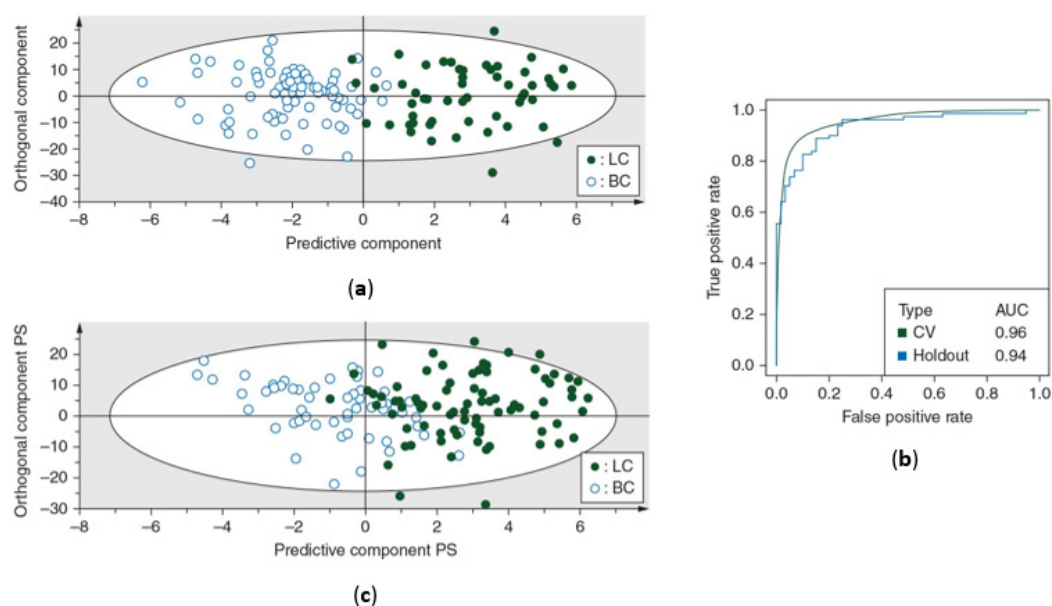 Orthogonal component
20
10
0
−10
−20
−30
−40
−8
−6
−4
−2
0
2
4
6
Predictive component
: LC
: BC
(a)
True positive rate
1.0
0.8
0.6
0.4
0.2
0.0
0.0
0.2
0.4
0.6
0.8
1.0
False positive rate
Type AUC
CV 0.96
Holdout 0.94
(b)
Orthogonal component PS
20
10
0
−10
−20
−30
−8
−6
−4
−2
0
2
4
6
Predictive component PS
: LC
: BC
(c)